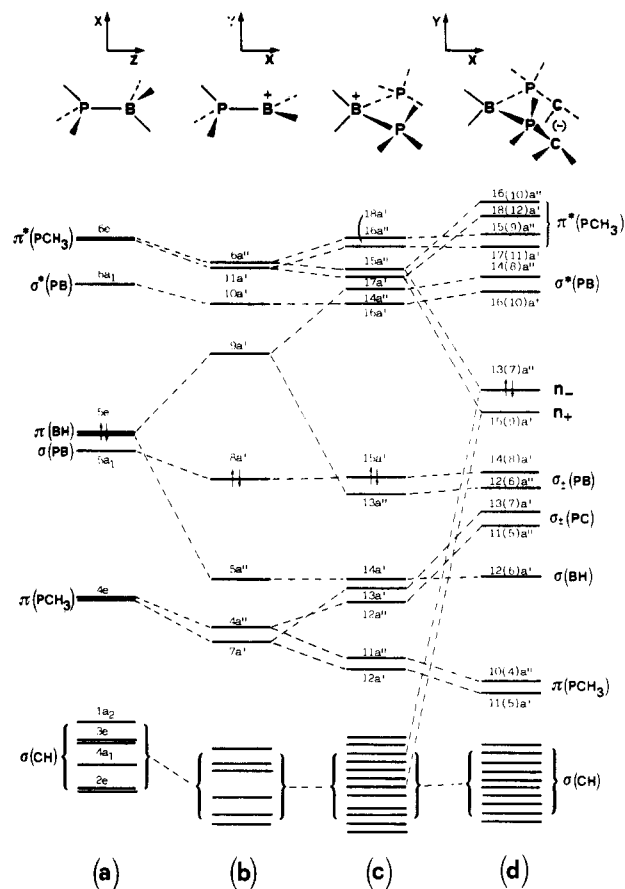 X Y Y
Z X X
P B P B + B + P P B P P C C (-)
π*(PCH₃) 6e 6a" 11a' 18a' 16a" 15a" 16(10)a" 18(12)a' 15(9)a" 17(11)a' π*(PCH₃)
σ*(PB) 6a₁ 10a' 17a' 14a" 16a' 14(8)a" 16(10)a' σ*(PB)
9a' 13(7)a" n₋
15(9)a' n₊
π(BH) 5e
σ(PB) 5a₁ 8a' 15a' 13a" 14(8)a' 12(6)a" σ±(PB)
13(7)a' 11(5)a" σ±(PC)
5a" 14a' 13a' 12a" 12(6)a' σ(BH)
π(PCH₃) 4e 4a" 7a' 11a" 12a' 10(4)a" 11(5)a' π(PCH₃)
σ(CH) 1a₂ 3e 4a₁ 2e σ(CH)
(a) (b) (c) (d)